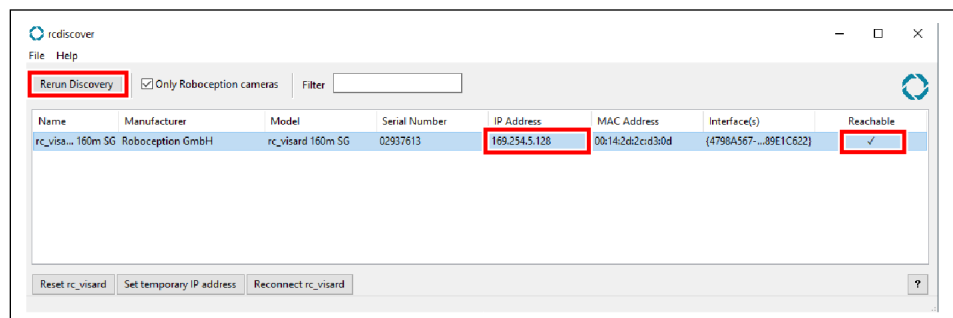 rcdiscover
File Help
Rerun Discovery Only Roboception cameras Filter
Name Manufacturer Model Serial Number IP Address MAC Address Interface(s) Reachable
rc_visa... 160m SG Roboception GmbH rc_visard 160m SG 02937613 169.254.5.128 00:14:2d:2c:d3:0d {4798A567-...89E1C622} ✓
Reset rc_visard Set temporary IP address Reconnect rc_visard ?